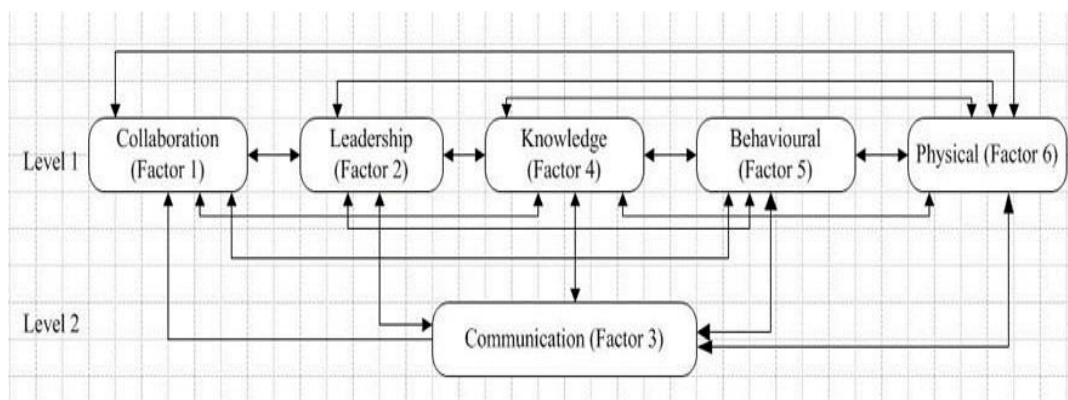 Collaboration
(Factor 1)
Leadership
(Factor 2)
Knowledge
(Factor 4)
Behavioural
(Factor 5)
Physical (Factor 6)
Level 1
Level 2
Communication (Factor 3)